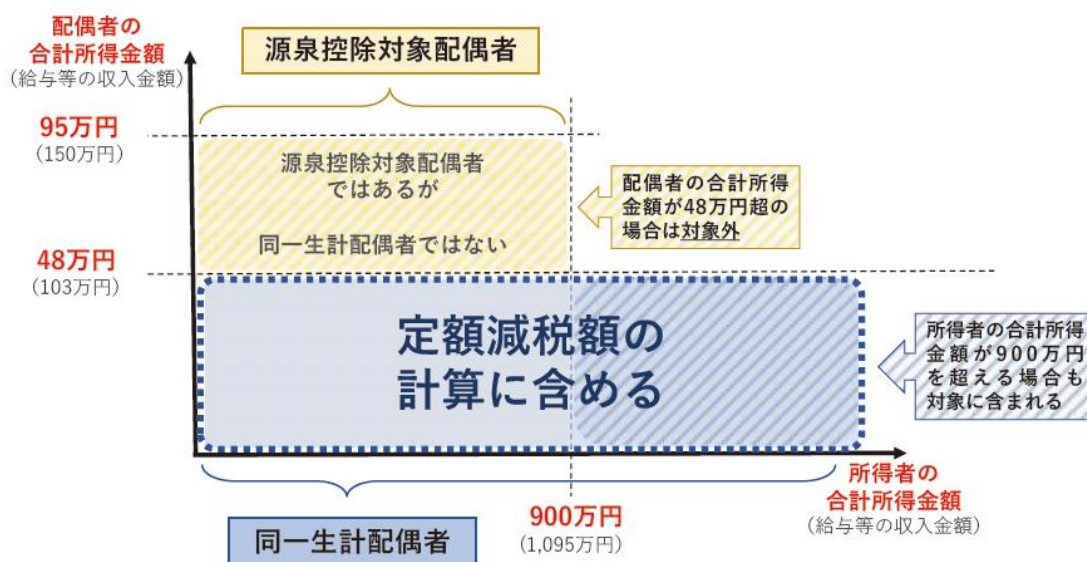 配偶者の
合計所得金額
(給与等の収入金額)
源泉控除対象配偶者
95万円
(150万円)
源泉控除対象配偶者
ではあるが
同一生計配偶者ではない
配偶者の合計所得
金額が48万円超の
場合は対象外
48万円
(103万円)
定額減税額の
計算に含める
所得者の合計所得
金額が900万円
を超える場合も
対象に含まれる
所得者の
合計所得金額
(給与等の収入金額)
900万円
(1,095万円)
同一生計配偶者